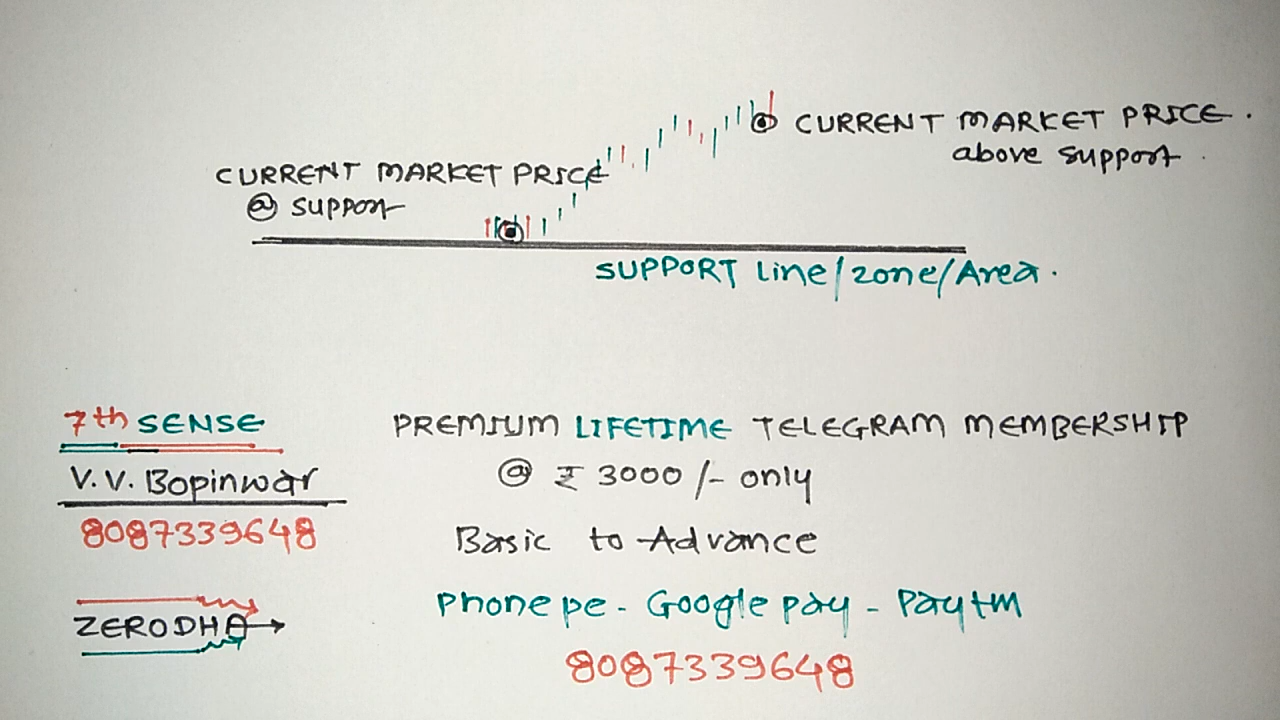 CURRENT MARKET PRICE.
above support
CURRENT MARKET PRICE
@ SUPPORT
SUPPORT Line/zone/Area.
7th SENSE
V. V. Bopinwar
8087339648
ZERODHA
PREMIUM LIFETIME TELEGRAM MEMBERSHIP
@ ₹ 3000/- only
Basic to Advance
Phone pe - Google pay - Paytm
8087339648